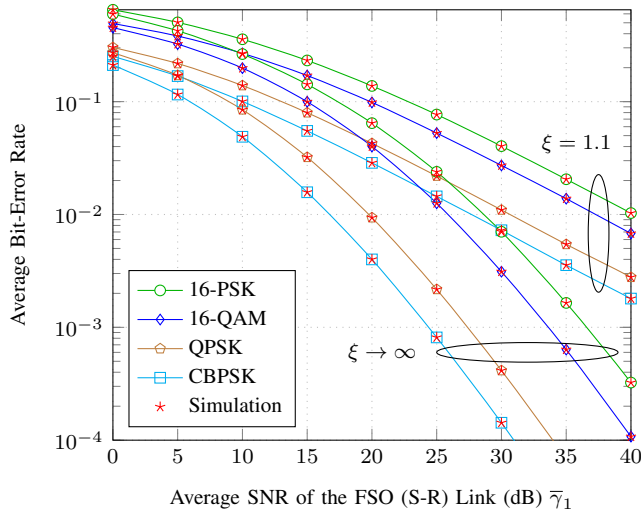 10^{-1}
10^{-2}
10^{-3}
10^{-4}
Average Bit-Error Rate
ξ = 1.1
ξ → ∞
16-PSK
16-QAM
QPSK
CBPSK
Simulation
0 5 10 15 20 25 30 35 40
Average SNR of the FSO (S-R) Link (dB) γ̅₁